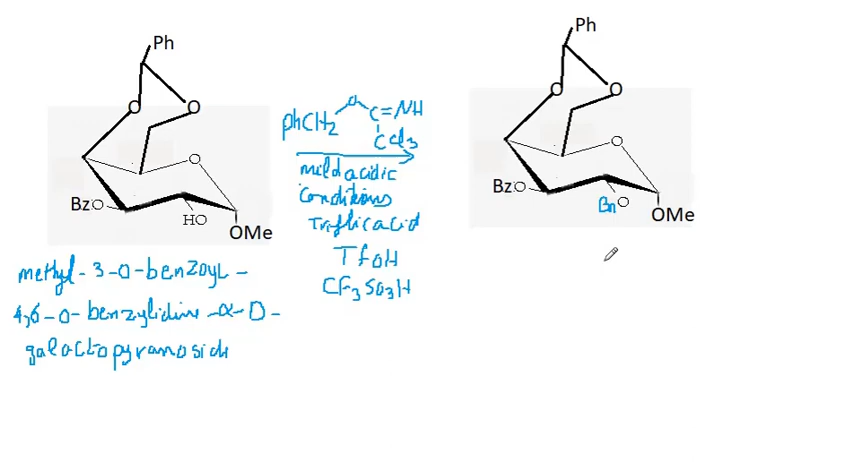 Ph
O
O
O
BzO
HO
OMe
methyl-3-O-benzoyl-
4,6-O-benzylidine-α-D-
galactopyranosid
phCH2
O
C=NH
CCl3
mild acidic
conditions
Triflic acid
TfOH
CF3SO3H
Ph
O
O
O
BzO
BnO
OMe